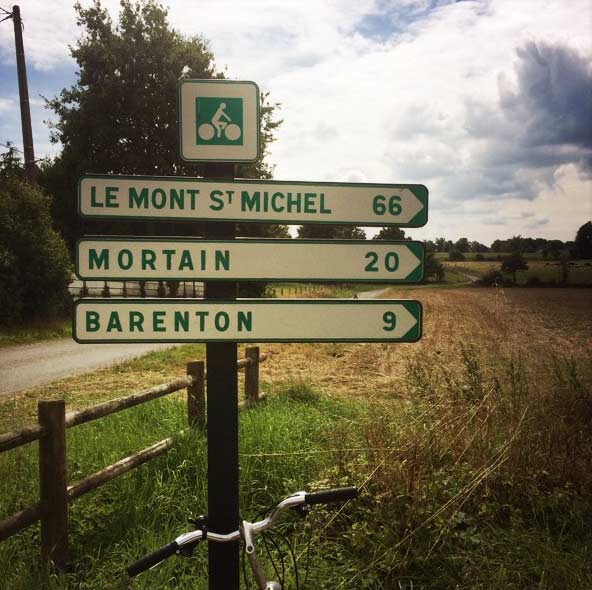 LE MONT ST MICHEL 66
MORTAIN 20
BARENTON 9